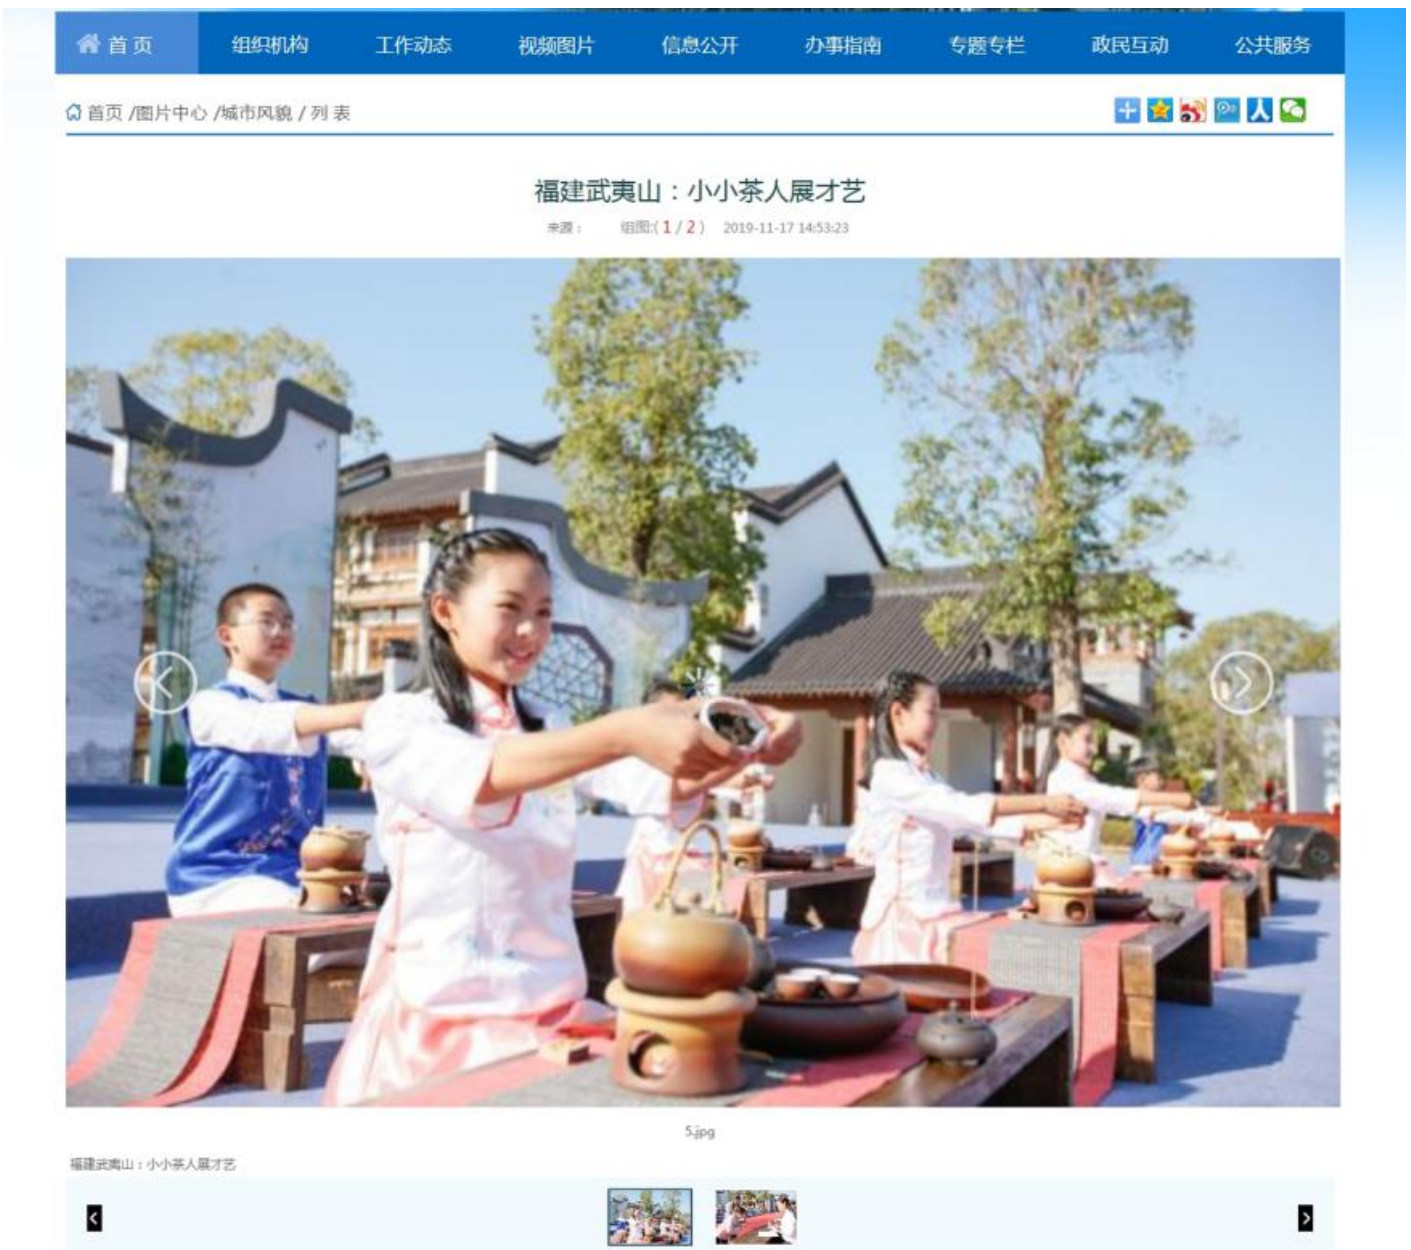 首 页 组织机构 工作动态 视频图片 信息公开 办事指南 专题专栏 政民互动 公共服务
首页 /图片中心 /城市风貌 / 列 表
福建武夷山：小小茶人展才艺
来源： 组图:( 1 / 2 ) 2019-11-17 14:53:23
5.jpg
福建武夷山：小小茶人展才艺